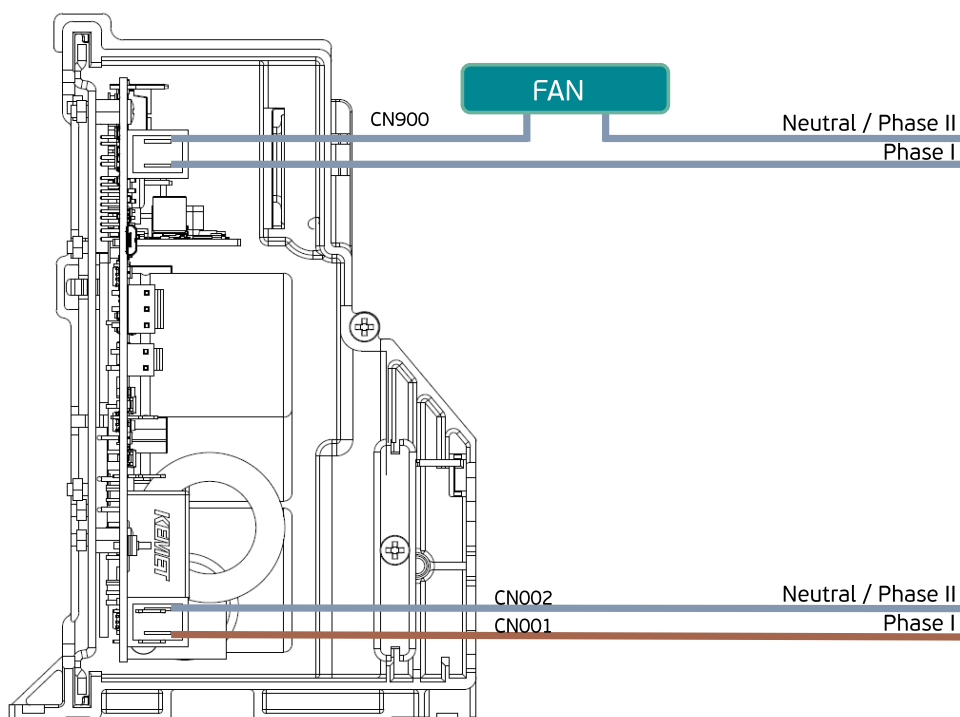 FAN
CN900
Neutral / Phase II
Phase I
KEMET
CN002
Neutral / Phase II
CN001
Phase I